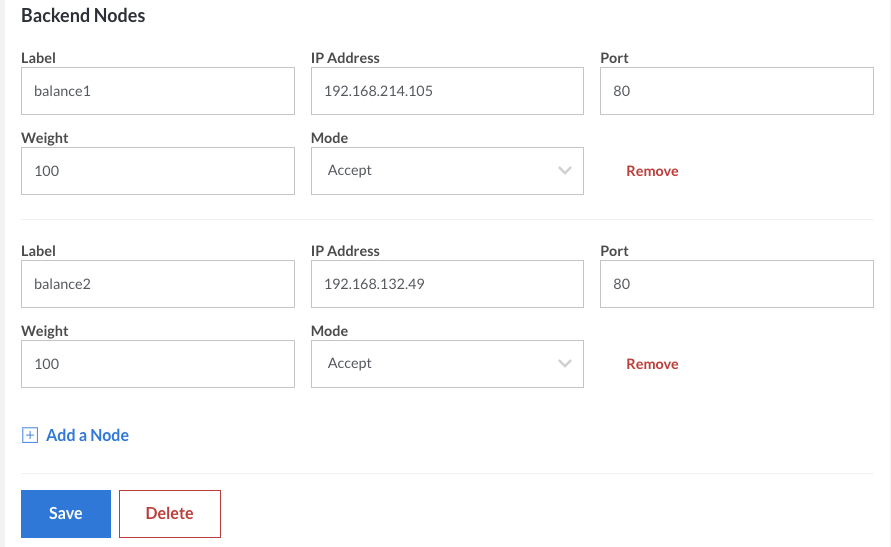 Backend Nodes
Label IP Address Port
balance1 192.168.214.105 80
Weight Mode
100 Accept Remove
Label IP Address Port
balance2 192.168.132.49 80
Weight Mode
100 Accept Remove
Add a Node
Save Delete